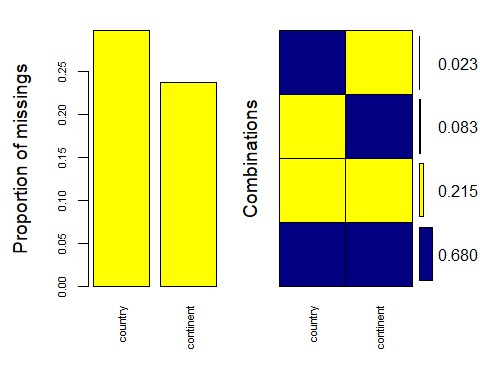 Proportion of missings
0.25
0.20
0.15
0.10
0.05
0.00
country
continent
Combinations
0.023
0.083
0.215
0.680
country
continent